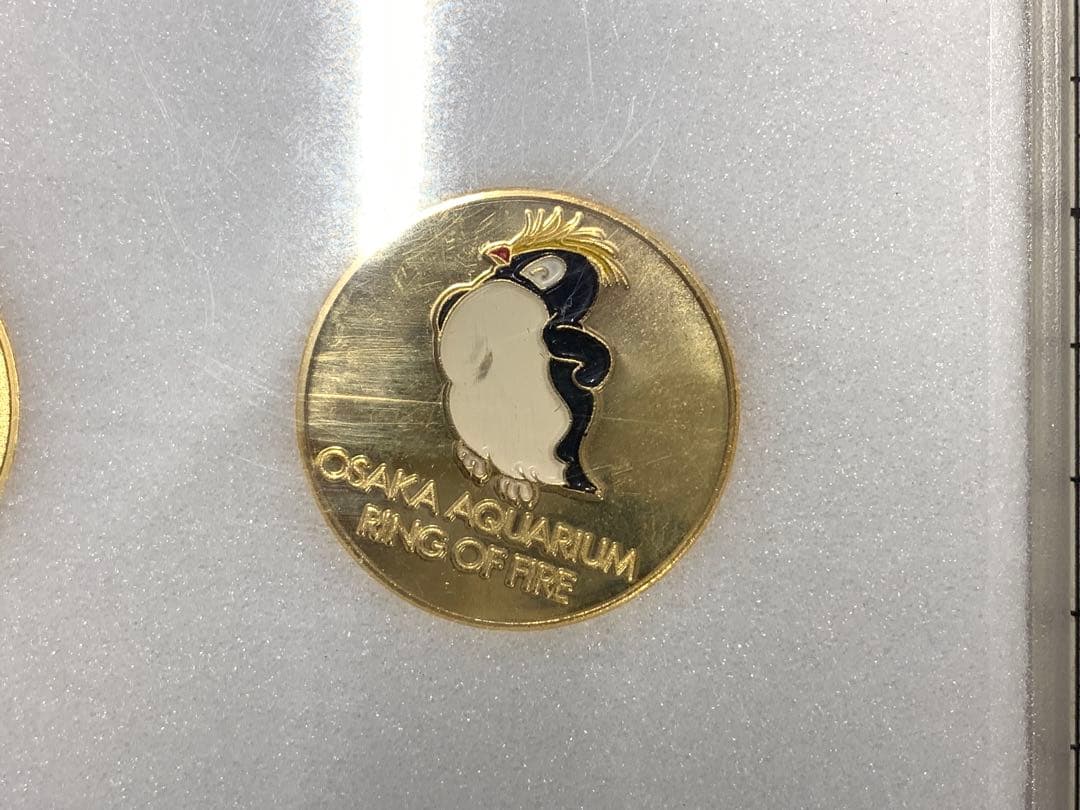 OSAKA AQUARIUM
RING OF FIRE